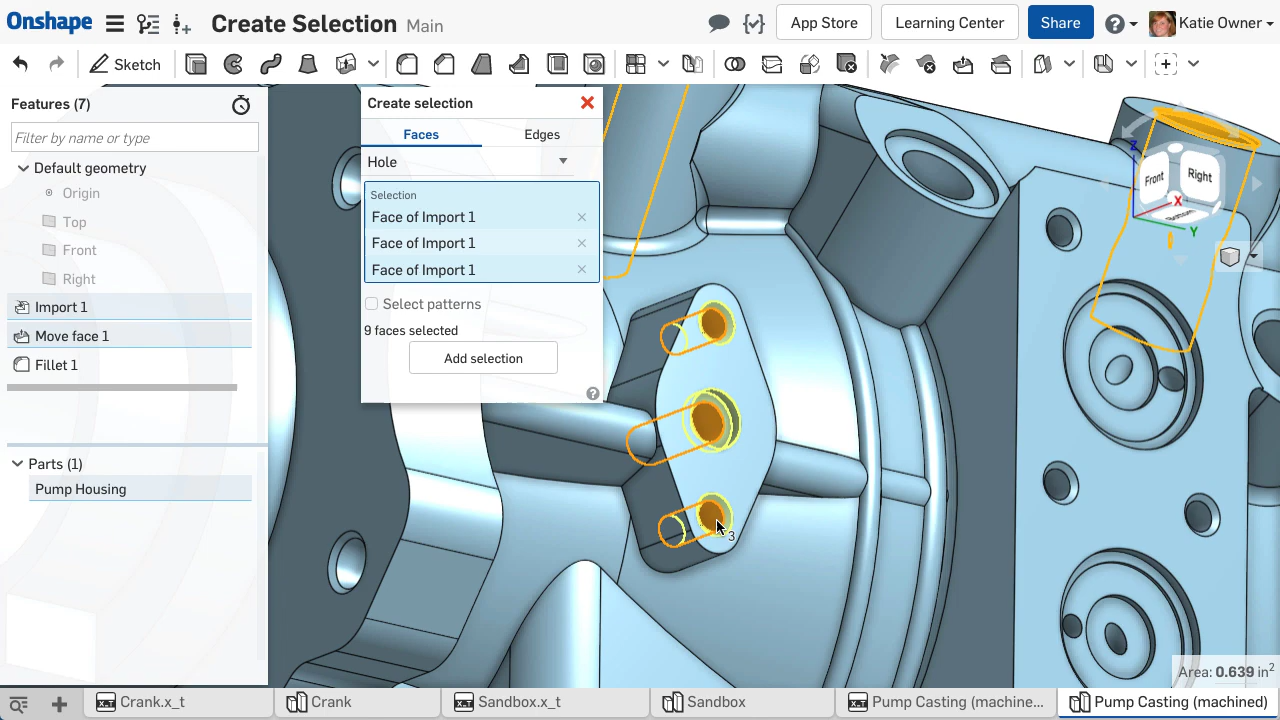 Onshape Create Selection Main App Store Learning Center Share Katie Owner
Sketch
Features (7)
Filter by name or type
Default geometry
Origin
Top
Front
Right
Import 1
Move face 1
Fillet 1
Parts (1)
Pump Housing
Create selection
Faces Edges
Hole
Selection
Face of Import 1
Face of Import 1
Face of Import 1
Select patterns
9 faces selected
Add selection
3
Z
Front Right
Bottom
X
Y
Area: 0.639 in²
Crank.x_t Crank Sandbox.x_t Sandbox Pump Casting (machine... Pump Casting (machined)